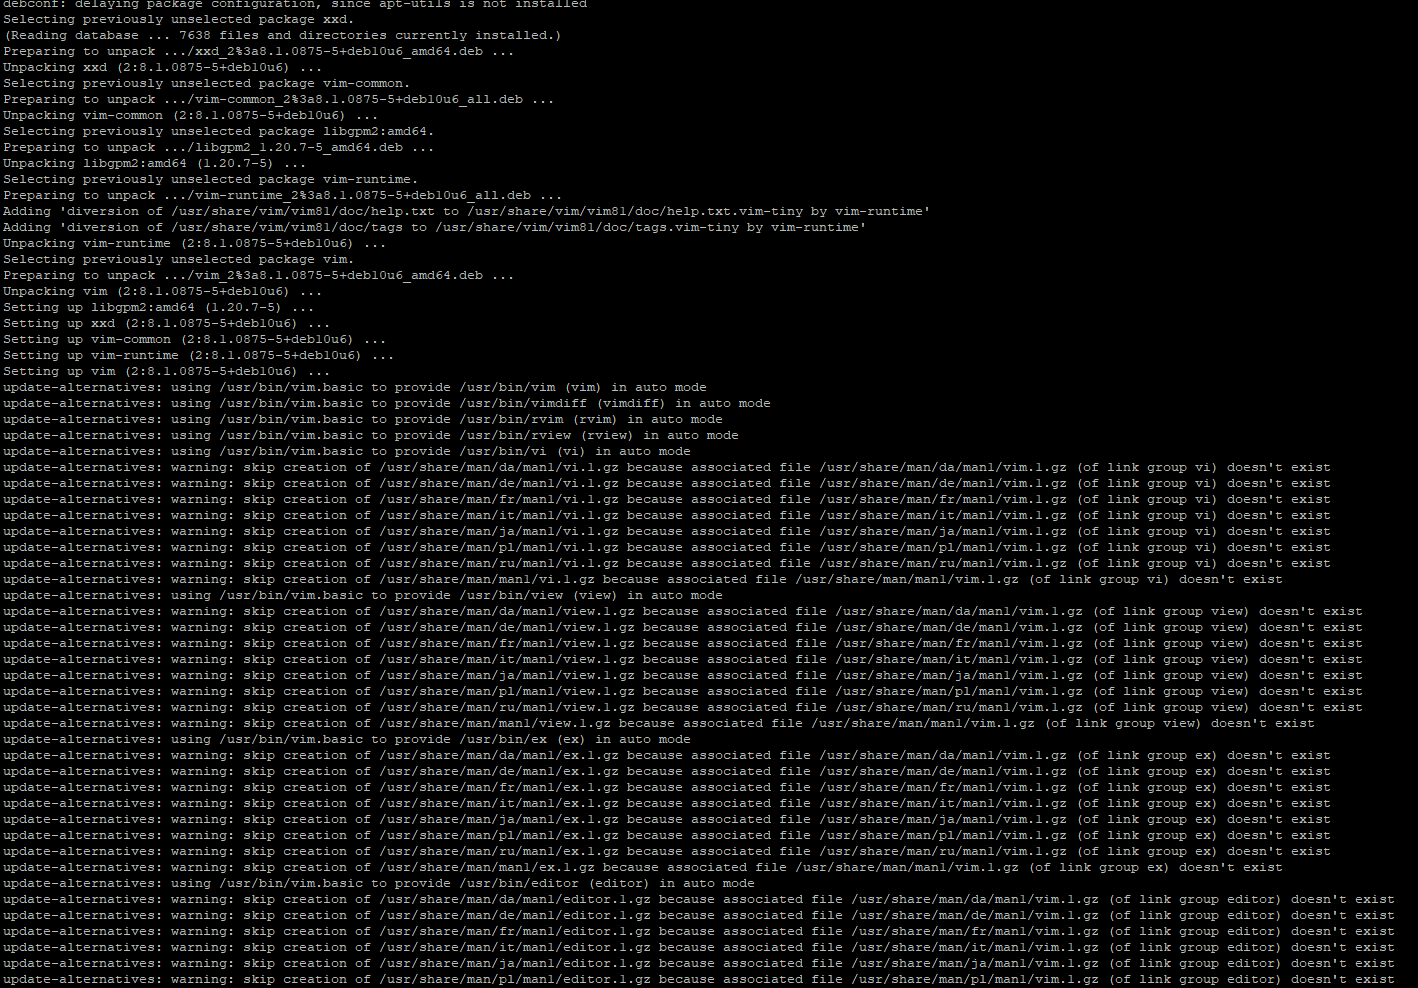 debconf: delaying package configuration, since apt-utils is not installed
Selecting previously unselected package xxd.
(Reading database ... 7638 files and directories currently installed.)
Preparing to unpack .../xxd_2%3a8.1.0875-5+deb10u6_amd64.deb ...
Unpacking xxd (2:8.1.0875-5+deb10u6) ...
Selecting previously unselected package vim-common.
Preparing to unpack .../vim-common_2%3a8.1.0875-5+deb10u6_all.deb ...
Unpacking vim-common (2:8.1.0875-5+deb10u6) ...
Selecting previously unselected package libgpm2:amd64.
Preparing to unpack .../libgpm2_1.20.7-5_amd64.deb ...
Unpacking libgpm2:amd64 (1.20.7-5) ...
Selecting previously unselected package vim-runtime.
Preparing to unpack .../vim-runtime_2%3a8.1.0875-5+deb10u6_all.deb ...
Adding 'diversion of /usr/share/vim/vim81/doc/help.txt to /usr/share/vim/vim81/doc/help.txt.vim-tiny by vim-runtime'
Adding 'diversion of /usr/share/vim/vim81/doc/tags to /usr/share/vim/vim81/doc/tags.vim-tiny by vim-runtime'
Unpacking vim-runtime (2:8.1.0875-5+deb10u6) ...
Selecting previously unselected package vim.
Preparing to unpack .../vim_2%3a8.1.0875-5+deb10u6_amd64.deb ...
Unpacking vim (2:8.1.0875-5+deb10u6) ...
Setting up libgpm2:amd64 (1.20.7-5) ...
Setting up xxd (2:8.1.0875-5+deb10u6) ...
Setting up vim-common (2:8.1.0875-5+deb10u6) ...
Setting up vim-runtime (2:8.1.0875-5+deb10u6) ...
Setting up vim (2:8.1.0875-5+deb10u6) ...
update-alternatives: using /usr/bin/vim.basic to provide /usr/bin/vim (vim) in auto mode
update-alternatives: using /usr/bin/vim.basic to provide /usr/bin/vimdiff (vimdiff) in auto mode
update-alternatives: using /usr/bin/vim.basic to provide /usr/bin/rvim (rvim) in auto mode
update-alternatives: using /usr/bin/vim.basic to provide /usr/bin/rview (rview) in auto mode
update-alternatives: using /usr/bin/vim.basic to provide /usr/bin/vi (vi) in auto mode
update-alternatives: warning: skip creation of /usr/share/man/da/man1/vi.1.gz because associated file /usr/share/man/da/man1/vim.1.gz (of link group vi) doesn't exist
update-alternatives: warning: skip creation of /usr/share/man/de/man1/vi.1.gz because associated file /usr/share/man/de/man1/vim.1.gz (of link group vi) doesn't exist
update-alternatives: warning: skip creation of /usr/share/man/fr/man1/vi.1.gz because associated file /usr/share/man/fr/man1/vim.1.gz (of link group vi) doesn't exist
update-alternatives: warning: skip creation of /usr/share/man/it/man1/vi.1.gz because associated file /usr/share/man/it/man1/vim.1.gz (of link group vi) doesn't exist
update-alternatives: warning: skip creation of /usr/share/man/ja/man1/vi.1.gz because associated file /usr/share/man/ja/man1/vim.1.gz (of link group vi) doesn't exist
update-alternatives: warning: skip creation of /usr/share/man/pl/man1/vi.1.gz because associated file /usr/share/man/pl/man1/vim.1.gz (of link group vi) doesn't exist
update-alternatives: warning: skip creation of /usr/share/man/ru/man1/vi.1.gz because associated file /usr/share/man/ru/man1/vim.1.gz (of link group vi) doesn't exist
update-alternatives: warning: skip creation of /usr/share/man/man1/vi.1.gz because associated file /usr/share/man/man1/vim.1.gz (of link group vi) doesn't exist
update-alternatives: using /usr/bin/vim.basic to provide /usr/bin/view (view) in auto mode
update-alternatives: warning: skip creation of /usr/share/man/da/man1/view.1.gz because associated file /usr/share/man/da/man1/vim.1.gz (of link group view) doesn't exist
update-alternatives: warning: skip creation of /usr/share/man/de/man1/view.1.gz because associated file /usr/share/man/de/man1/vim.1.gz (of link group view) doesn't exist
update-alternatives: warning: skip creation of /usr/share/man/fr/man1/view.1.gz because associated file /usr/share/man/fr/man1/vim.1.gz (of link group view) doesn't exist
update-alternatives: warning: skip creation of /usr/share/man/it/man1/view.1.gz because associated file /usr/share/man/it/man1/vim.1.gz (of link group view) doesn't exist
update-alternatives: warning: skip creation of /usr/share/man/ja/man1/view.1.gz because associated file /usr/share/man/ja/man1/vim.1.gz (of link group view) doesn't exist
update-alternatives: warning: skip creation of /usr/share/man/pl/man1/view.1.gz because associated file /usr/share/man/pl/man1/vim.1.gz (of link group view) doesn't exist
update-alternatives: warning: skip creation of /usr/share/man/ru/man1/view.1.gz because associated file /usr/share/man/ru/man1/vim.1.gz (of link group view) doesn't exist
update-alternatives: warning: skip creation of /usr/share/man/man1/view.1.gz because associated file /usr/share/man/man1/vim.1.gz (of link group view) doesn't exist
update-alternatives: using /usr/bin/vim.basic to provide /usr/bin/ex (ex) in auto mode
update-alternatives: warning: skip creation of /usr/share/man/da/man1/ex.1.gz because associated file /usr/share/man/da/man1/vim.1.gz (of link group ex) doesn't exist
update-alternatives: warning: skip creation of /usr/share/man/de/man1/ex.1.gz because associated file /usr/share/man/de/man1/vim.1.gz (of link group ex) doesn't exist
update-alternatives: warning: skip creation of /usr/share/man/fr/man1/ex.1.gz because associated file /usr/share/man/fr/man1/vim.1.gz (of link group ex) doesn't exist
update-alternatives: warning: skip creation of /usr/share/man/it/man1/ex.1.gz because associated file /usr/share/man/it/man1/vim.1.gz (of link group ex) doesn't exist
update-alternatives: warning: skip creation of /usr/share/man/ja/man1/ex.1.gz because associated file /usr/share/man/ja/man1/vim.1.gz (of link group ex) doesn't exist
update-alternatives: warning: skip creation of /usr/share/man/pl/man1/ex.1.gz because associated file /usr/share/man/pl/man1/vim.1.gz (of link group ex) doesn't exist
update-alternatives: warning: skip creation of /usr/share/man/ru/man1/ex.1.gz because associated file /usr/share/man/ru/man1/vim.1.gz (of link group ex) doesn't exist
update-alternatives: warning: skip creation of /usr/share/man/man1/ex.1.gz because associated file /usr/share/man/man1/vim.1.gz (of link group ex) doesn't exist
update-alternatives: using /usr/bin/vim.basic to provide /usr/bin/editor (editor) in auto mode
update-alternatives: warning: skip creation of /usr/share/man/da/man1/editor.1.gz because associated file /usr/share/man/da/man1/vim.1.gz (of link group editor) doesn't exist
update-alternatives: warning: skip creation of /usr/share/man/de/man1/editor.1.gz because associated file /usr/share/man/de/man1/vim.1.gz (of link group editor) doesn't exist
update-alternatives: warning: skip creation of /usr/share/man/fr/man1/editor.1.gz because associated file /usr/share/man/fr/man1/vim.1.gz (of link group editor) doesn't exist
update-alternatives: warning: skip creation of /usr/share/man/it/man1/editor.1.gz because associated file /usr/share/man/it/man1/vim.1.gz (of link group editor) doesn't exist
update-alternatives: warning: skip creation of /usr/share/man/ja/man1/editor.1.gz because associated file /usr/share/man/ja/man1/vim.1.gz (of link group editor) doesn't exist
update-alternatives: warning: skip creation of /usr/share/man/pl/man1/editor.1.gz because associated file /usr/share/man/pl/man1/vim.1.gz (of link group editor) doesn't exist